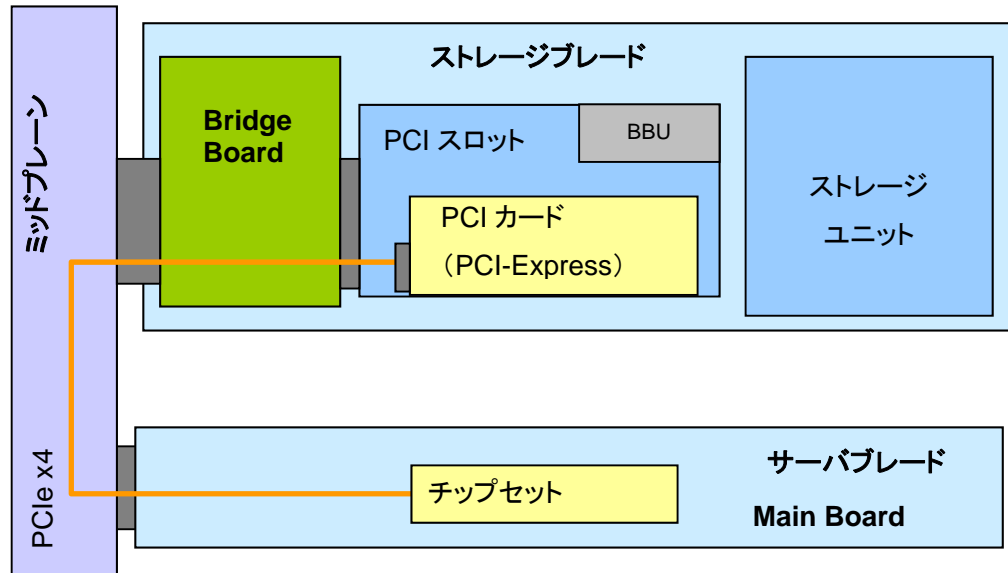 ミッドプレーン
PCIe x4
ストレージブレード
Bridge
Board
PCI スロット
BBU
PCI カード
（PCI-Express）
ストレージ
ユニット
サーバブレード
Main Board
チップセット